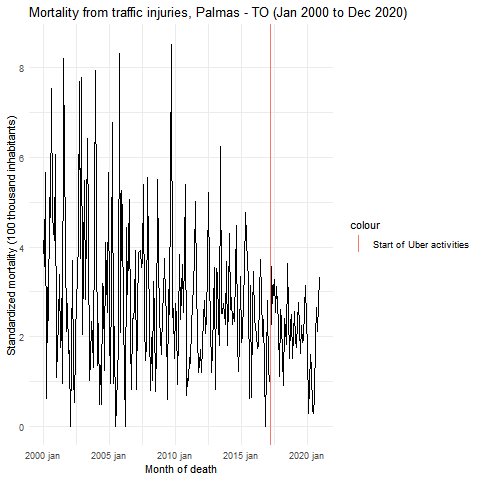 Mortality from traffic injuries, Palmas - TO (Jan 2000 to Dec 2020)
Standardized mortality (100 thousand inhabitants)
8
6
4
2
0
2000 jan 2005 jan 2010 jan 2015 jan 2020 jan
Month of death
colour
Start of Uber activities